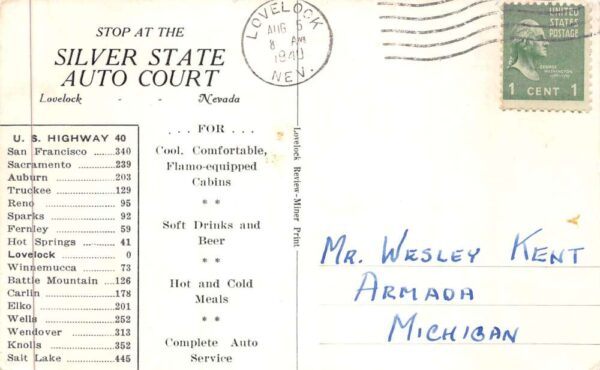 STOP AT THE
SILVER STATE
AUTO COURT
Lovelock - - Nevada
U. S. HIGHWAY 40
San Francisco ......340
Sacramento ..........239
Auburn ................203
Truckee ...............129
Reno .................... 95
Sparks ................. 92
Fernley ................ 59
Hot Springs ......... 41
Lovelock ............. 0
Winnemucca ....... 73
Battle Mountain ...126
Carlin ..................178
Elko .....................201
Wells ...................252
Wendover ............313
Knolls ..................352
Salt Lake .............445
. . . FOR . . .
Cool, Comfortable,
Flamo-equipped
Cabins
* *
Soft Drinks and
Beer
* *
Hot and Cold
Meals
* *
Complete Auto
Service
Lovelock Review-Miner Print
LOVELOCK
AUG 5
8 AM
1940
NEV.
UNITED
STATES
POSTAGE
GEORGE
WASHINGTON
1 CENT 1
MR. WESLEY KENT
ARMADA
MICHIGAN